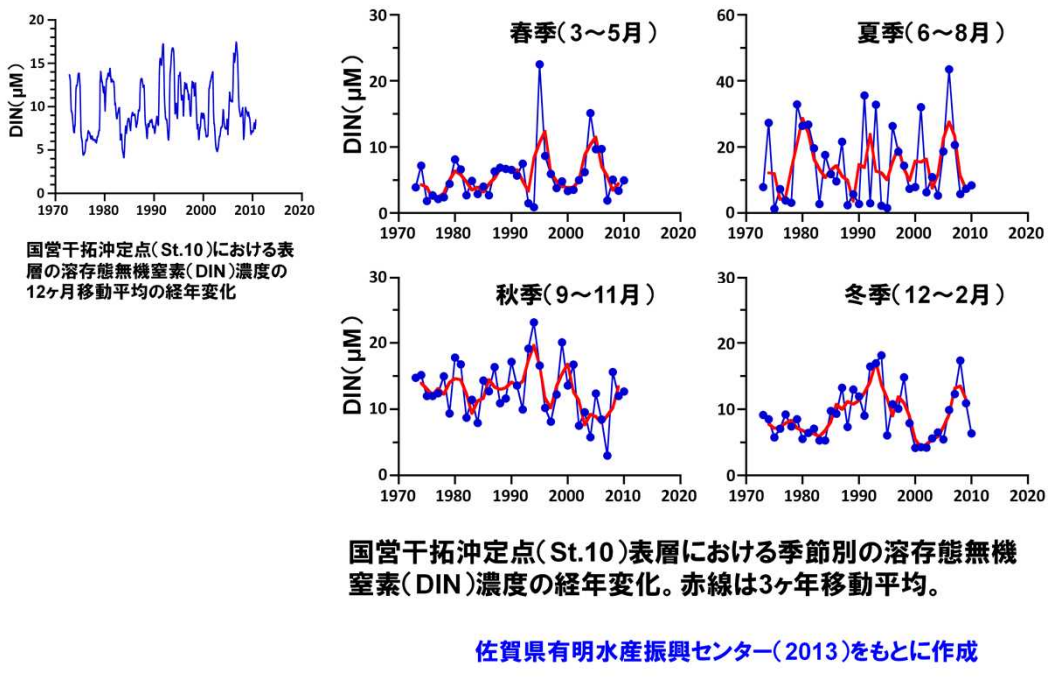 DIN(μM)
20
15
10
5
0
1970 1980 1990 2000 2010 2020
国営干拓沖定点(St.10)における表
層の溶存態無機窒素(DIN)濃度の
12ヶ月移動平均の経年変化
春季(3〜5月)
DIN(μM)
30
20
10
0
1970 1980 1990 2000 2010 2020
夏季(6〜8月)
60
40
20
0
1970 1980 1990 2000 2010 2020
秋季(9〜11月)
DIN(μM)
30
20
10
0
1970 1980 1990 2000 2010 2020
冬季(12〜2月)
30
20
10
0
1970 1980 1990 2000 2010 2020
国営干拓沖定点(St.10)表層における季節別の溶存態無機
窒素(DIN)濃度の経年変化。赤線は3ヶ年移動平均。
佐賀県有明水産振興センター(2013)をもとに作成